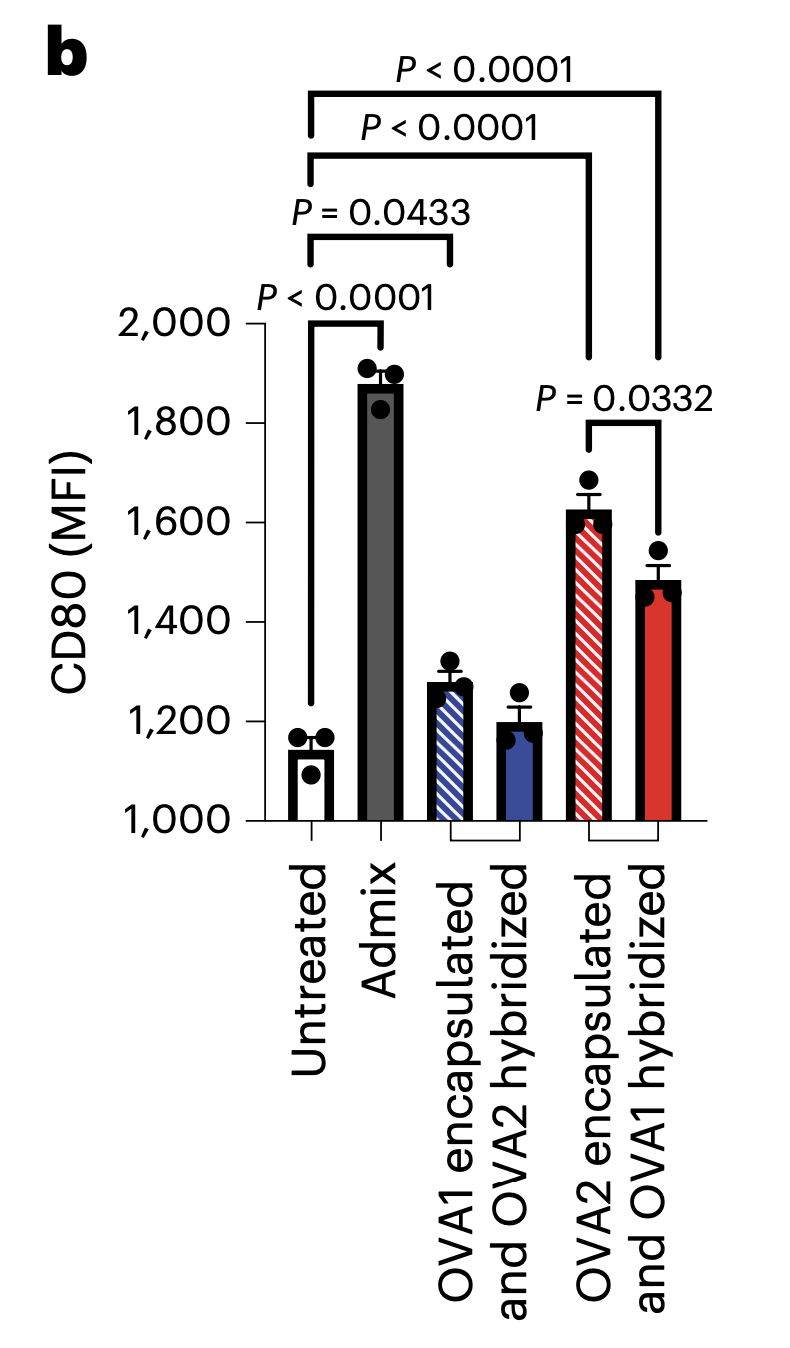 b
P < 0.0001
P < 0.0001
P = 0.0433
P < 0.0001
P = 0.0332
CD80 (MFI)
2,000
1,800
1,600
1,400
1,200
1,000
Untreated
Admix
OVA1 encapsulated
and OVA2 hybridized
OVA2 encapsulated
and OVA1 hybridized